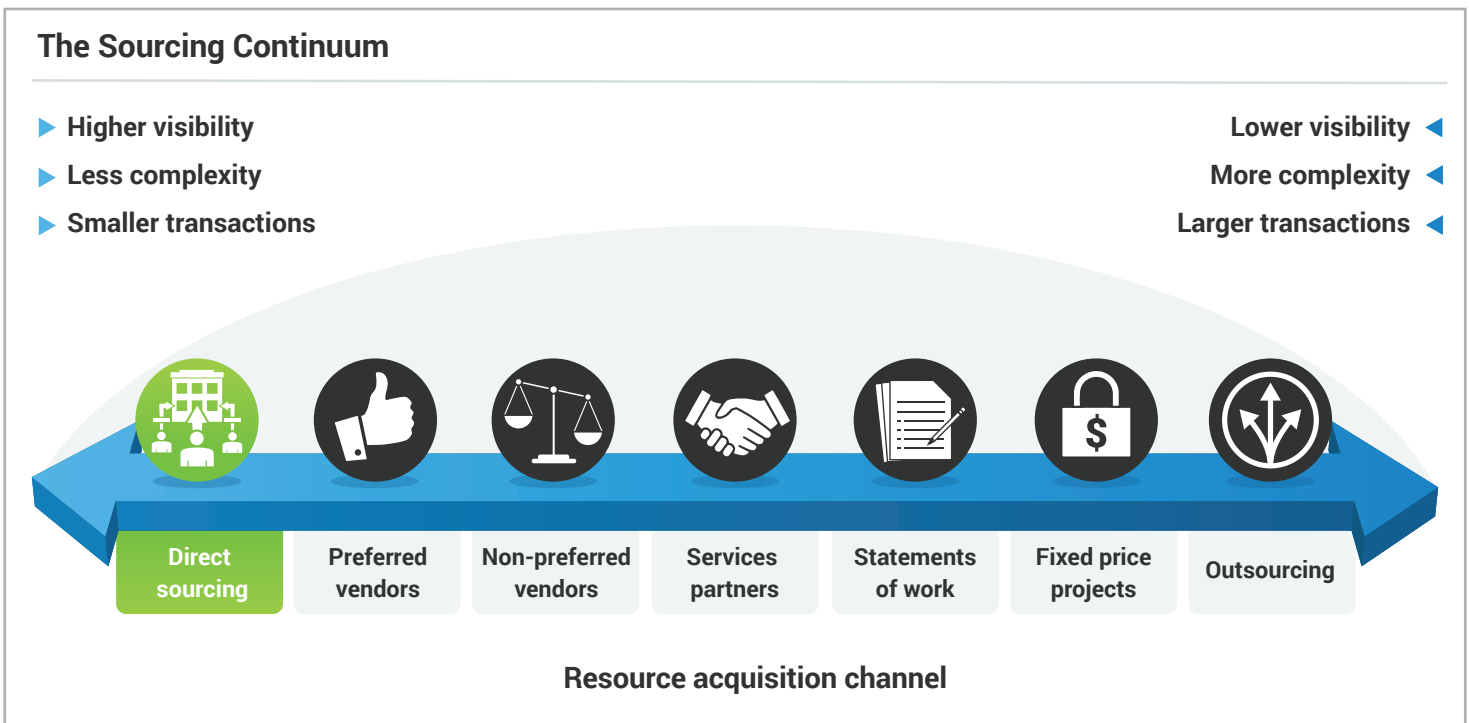 The Sourcing Continuum
Higher visibility
Less complexity
Smaller transactions
Lower visibility
More complexity
Larger transactions
$
Direct
sourcing
Preferred
vendors
Non-preferred
vendors
Services
partners
Statements
of work
Fixed price
projects
Outsourcing
Resource acquisition channel